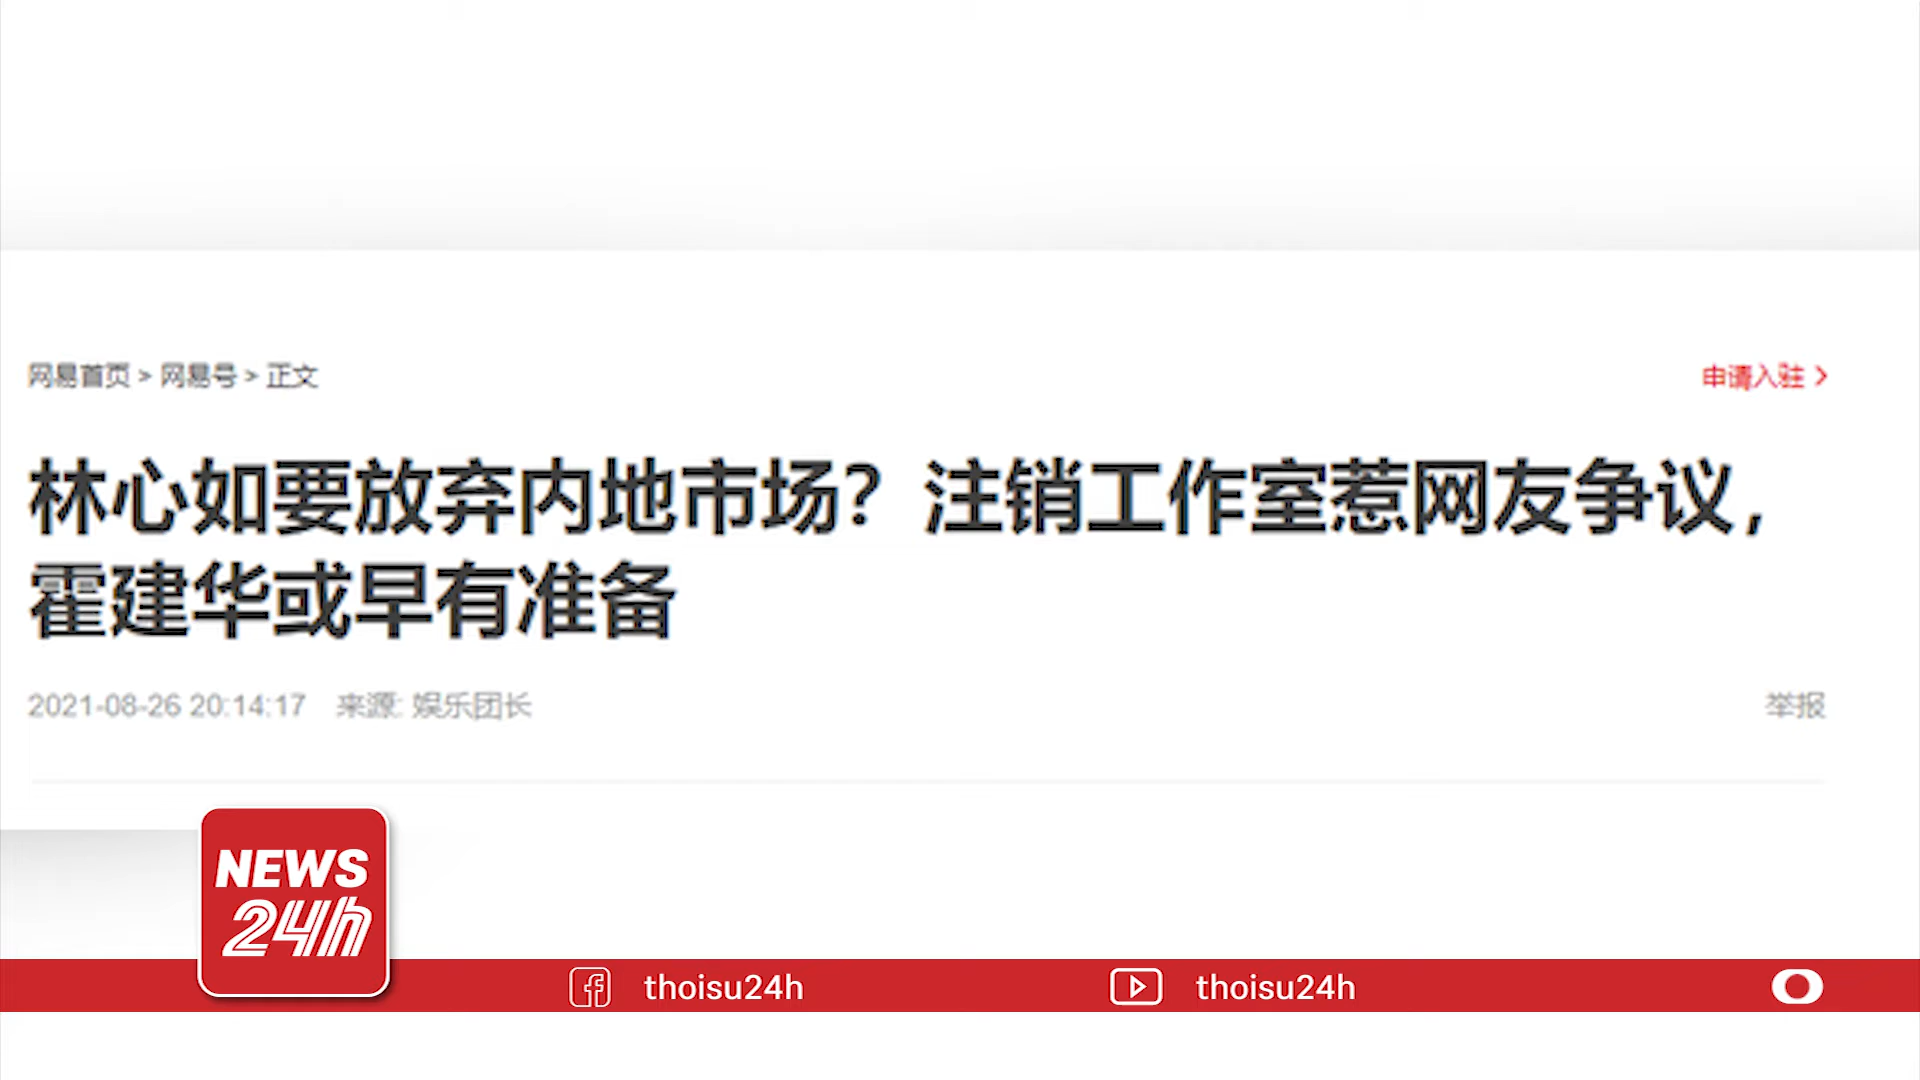 网易首页 > 网易号 > 正文
申请入驻 >
林心如要放弃内地市场？注销工作室惹网友争议，
霍建华或早有准备
2021-08-26 20:14:17 来源: 娱乐团长
举报
NEWS
24h
thoisu24h
thoisu24h